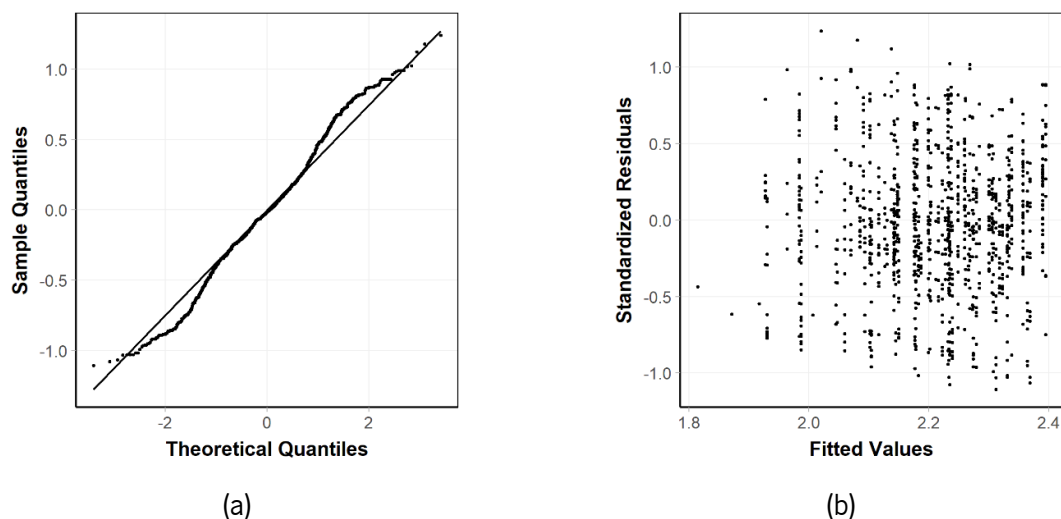 1.0
0.5
0.0
-0.5
-1.0
-2
0
2
Sample Quantiles
Theoretical Quantiles
(a)
1.0
0.5
0.0
-0.5
-1.0
1.8
2.0
2.2
2.4
Standardized Residuals
Fitted Values
(b)